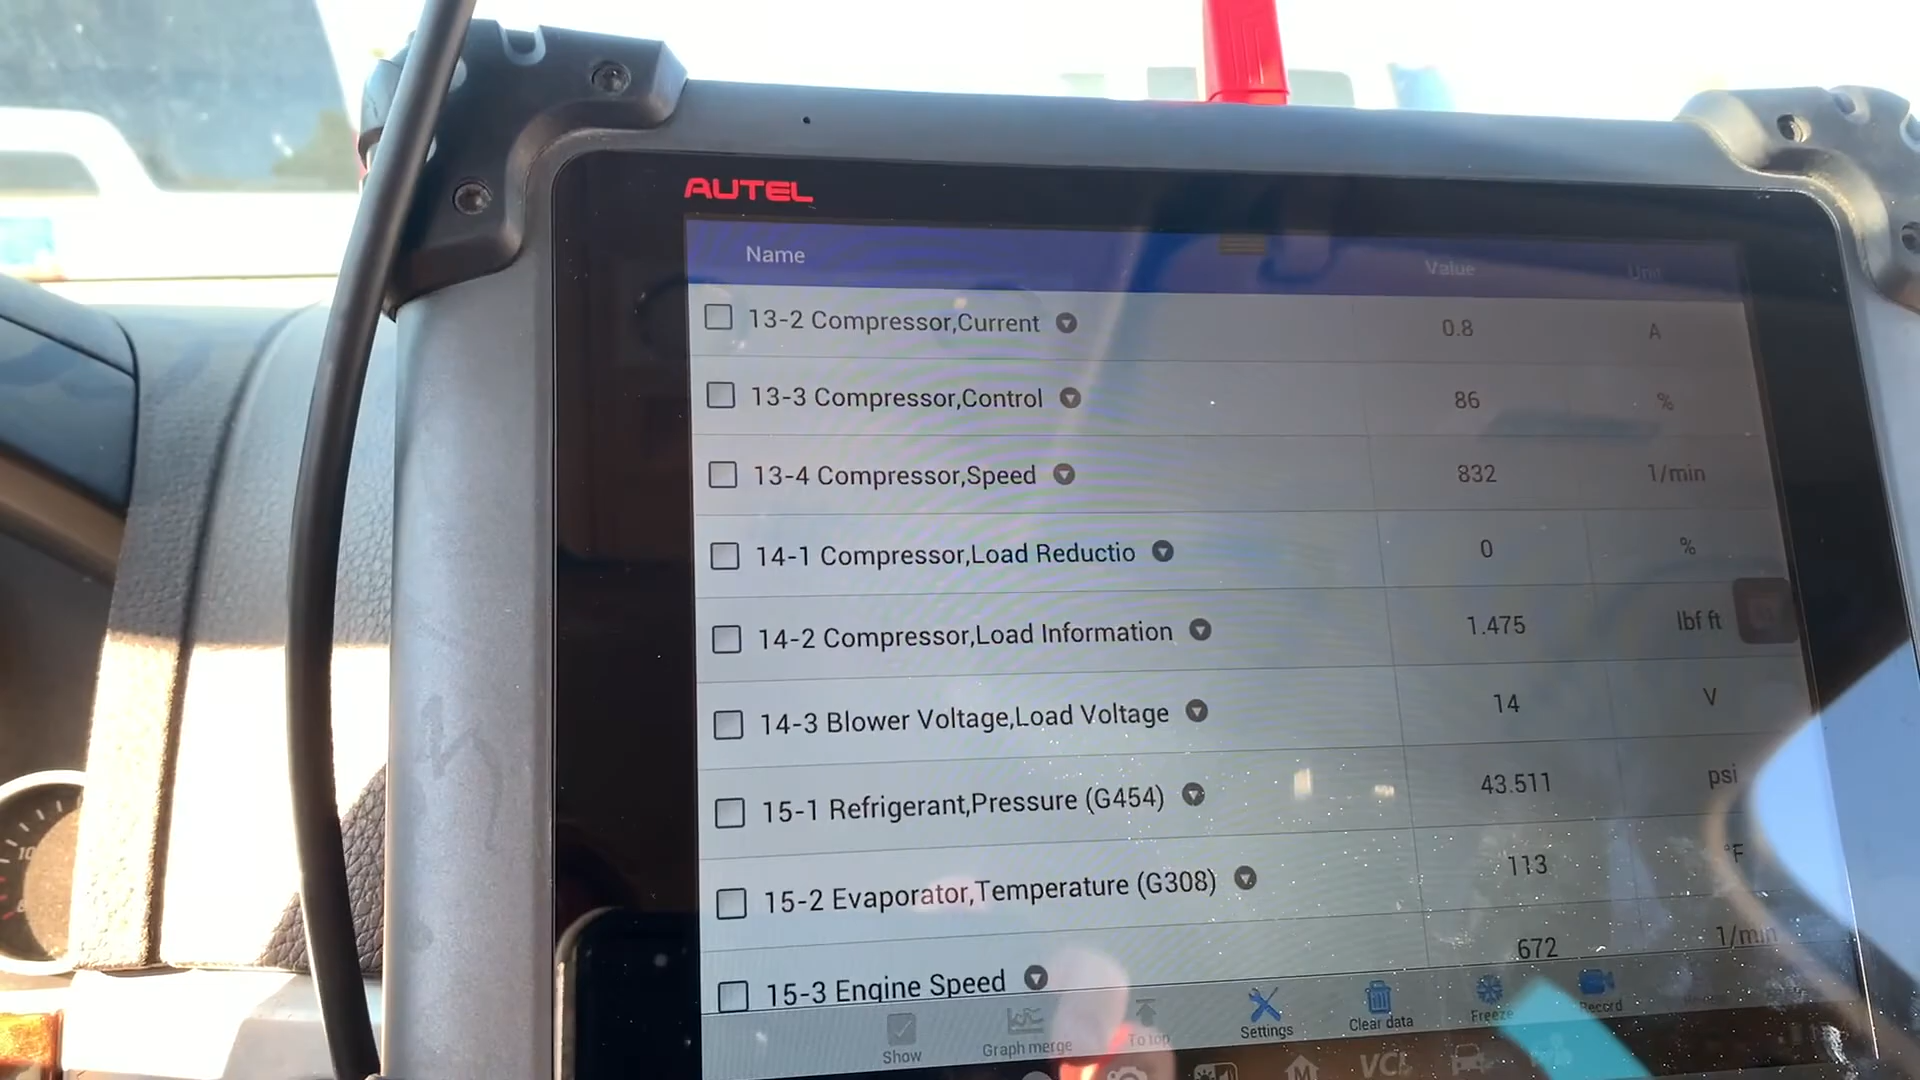 AUTEL
Name Value Unit
13-2 Compressor,Current 0.8 A
13-3 Compressor,Control 86 %
13-4 Compressor,Speed 832 1/min
14-1 Compressor,Load Reductio 0 %
14-2 Compressor,Load Information 1.475 lbf ft
14-3 Blower Voltage,Load Voltage 14 V
15-1 Refrigerant,Pressure (G454) 43.511 psi
15-2 Evaporator,Temperature (G308) 113 °F
15-3 Engine Speed 672 1/min
Show Graph merge To top Settings Clear data Freeze Record
M VCI
10